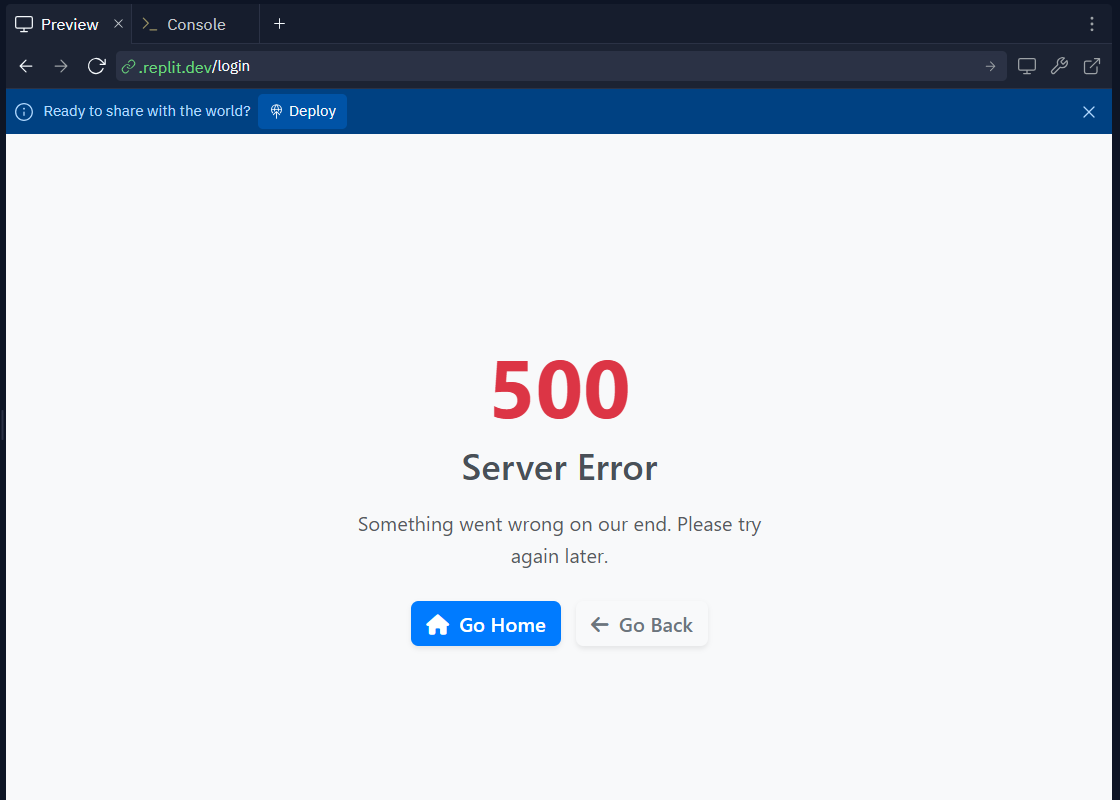 Preview
Console
.replit.dev/login
Ready to share with the world? Deploy
500
Server Error
Something went wrong on our end. Please try
again later.
Go Home
Go Back